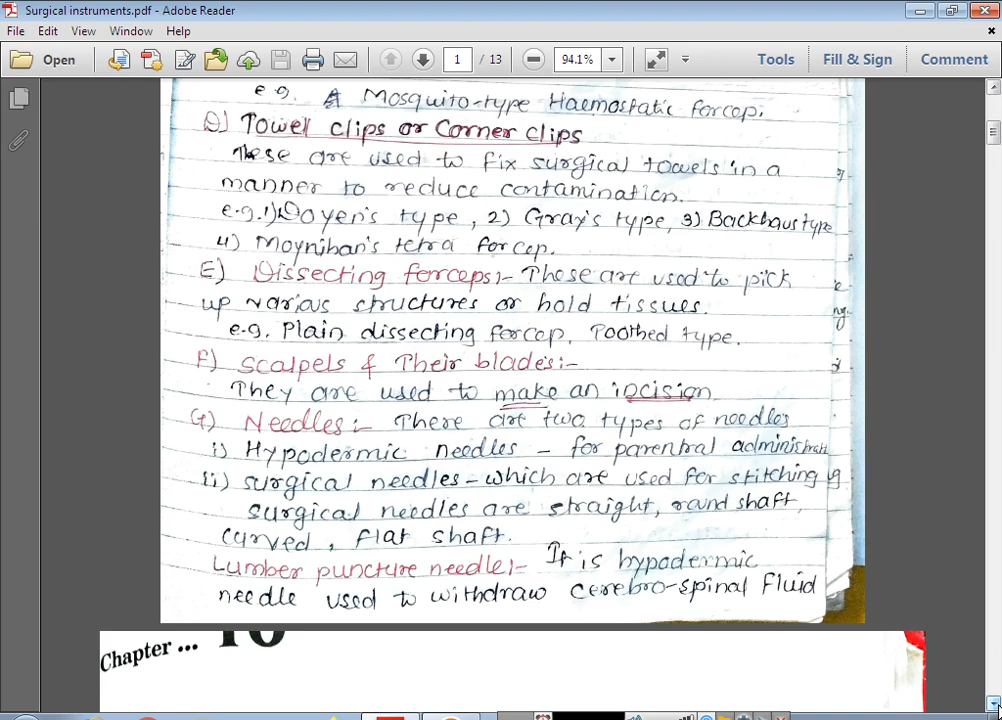 Surgical instruments.pdf - Adobe Reader
File Edit View Window Help
Open 1 / 13 94.1% Tools Fill & Sign Comment
e.g. A Mosquito-type Haemostatic forcep.
D) Towel clips or Corner clips
These are used to fix surgical towels in a
manner to reduce contamination.
e.g. 1) Doyen's type, 2) Gray's type, 3) Backhaus type
4) Moynihan's tetra forcep.
E) Dissecting forceps:- These are used to pick
up various structures or hold tissues.
e.g. Plain dissecting forcep, Toothed type.
F) Scalpels & Their blades:-
They are used to make an incision
G) Needles:- There are two types of needles
i) Hypodermic needles - for parentral administrat
ii) surgical needles - which are used for stitching
surgical needles are straight, round shaft,
curved, flat shaft.
Lumber puncture needle:- It is hypodermic
needle used to withdraw cerebro-spinal fluid
Chapter ... 10